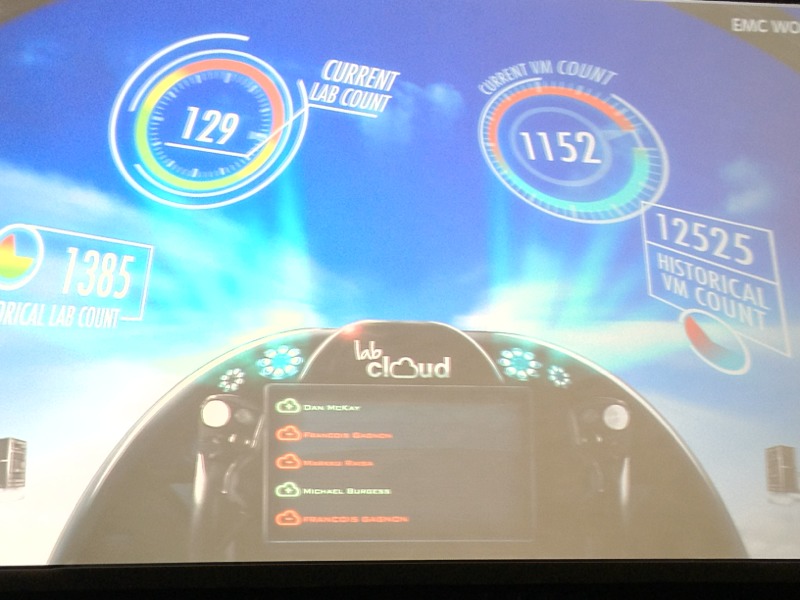 EMC WO
CURRENT
LAB COUNT
129
CURRENT VM COUNT
1152
1385
ORICAL LAB COUNT
12525
HISTORICAL
VM COUNT
lab
cloud
DAN MCKAY
FRANCOIS GAGNON
MICHAEL BURGESS
FRANCOIS GAGNON